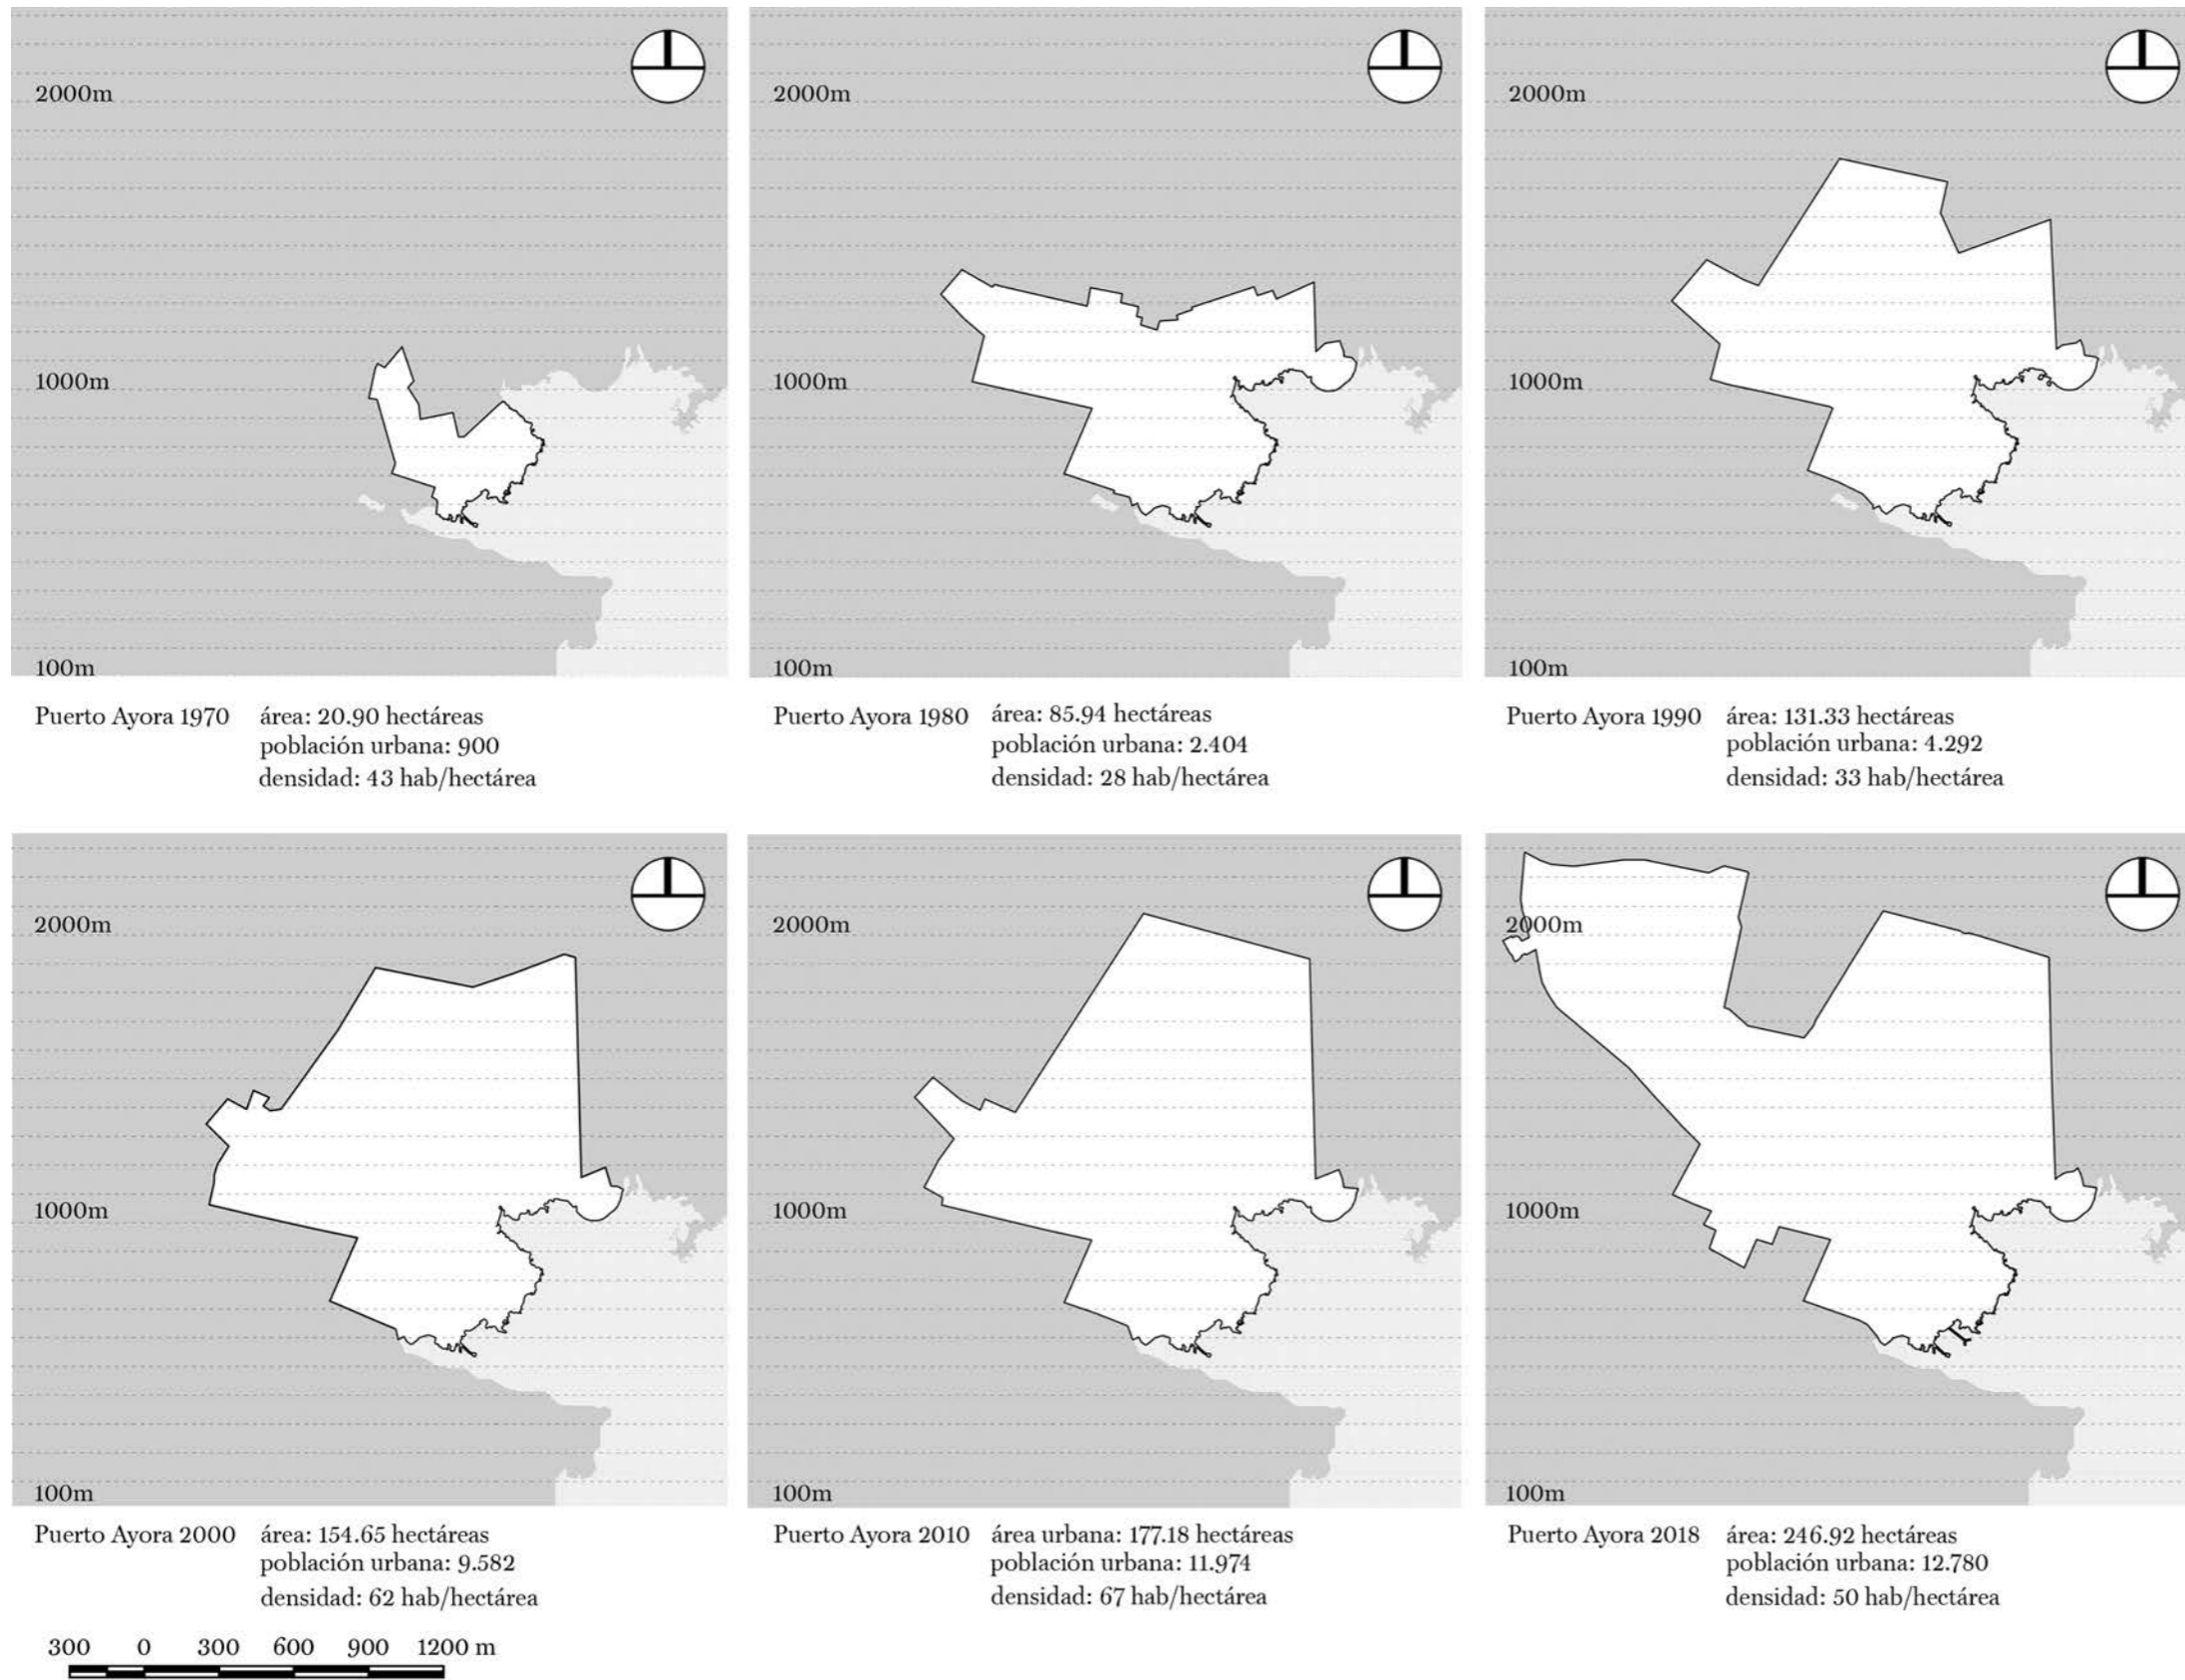 2000m
1000m
100m
Puerto Ayora 1970
área: 20.90 hectáreas
población urbana: 900
densidad: 43 hab/hectárea
2000m
1000m
100m
Puerto Ayora 1980
área: 85.94 hectáreas
población urbana: 2.404
densidad: 28 hab/hectárea
2000m
1000m
100m
Puerto Ayora 1990
área: 131.33 hectáreas
población urbana: 4.292
densidad: 33 hab/hectárea
2000m
1000m
100m
Puerto Ayora 2000
área: 154.65 hectáreas
población urbana: 9.582
densidad: 62 hab/hectárea
2000m
1000m
100m
Puerto Ayora 2010
área urbana: 177.18 hectáreas
población urbana: 11.974
densidad: 67 hab/hectárea
2000m
1000m
100m
Puerto Ayora 2018
área: 246.92 hectáreas
población urbana: 12.780
densidad: 50 hab/hectárea
300 0 300 600 900 1200 m